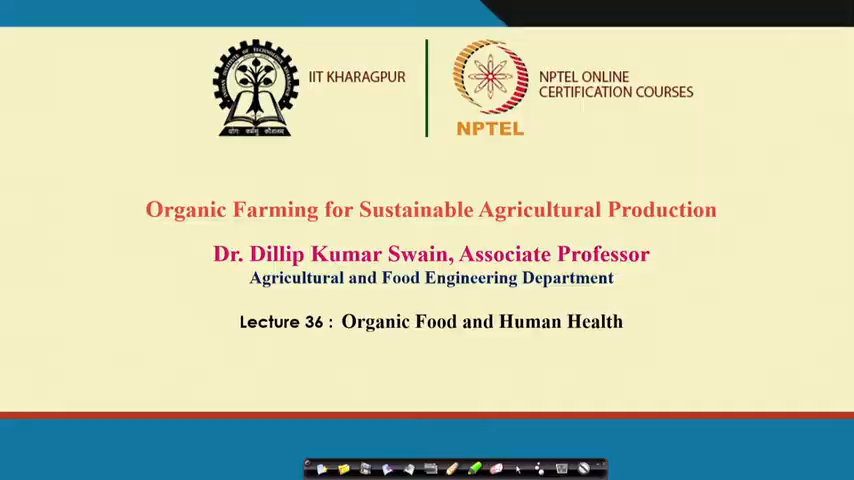 IIT KHARAGPUR
NPTEL ONLINE
CERTIFICATION COURSES
NPTEL
Organic Farming for Sustainable Agricultural Production
Dr. Dillip Kumar Swain, Associate Professor
Agricultural and Food Engineering Department
Lecture 36 : Organic Food and Human Health